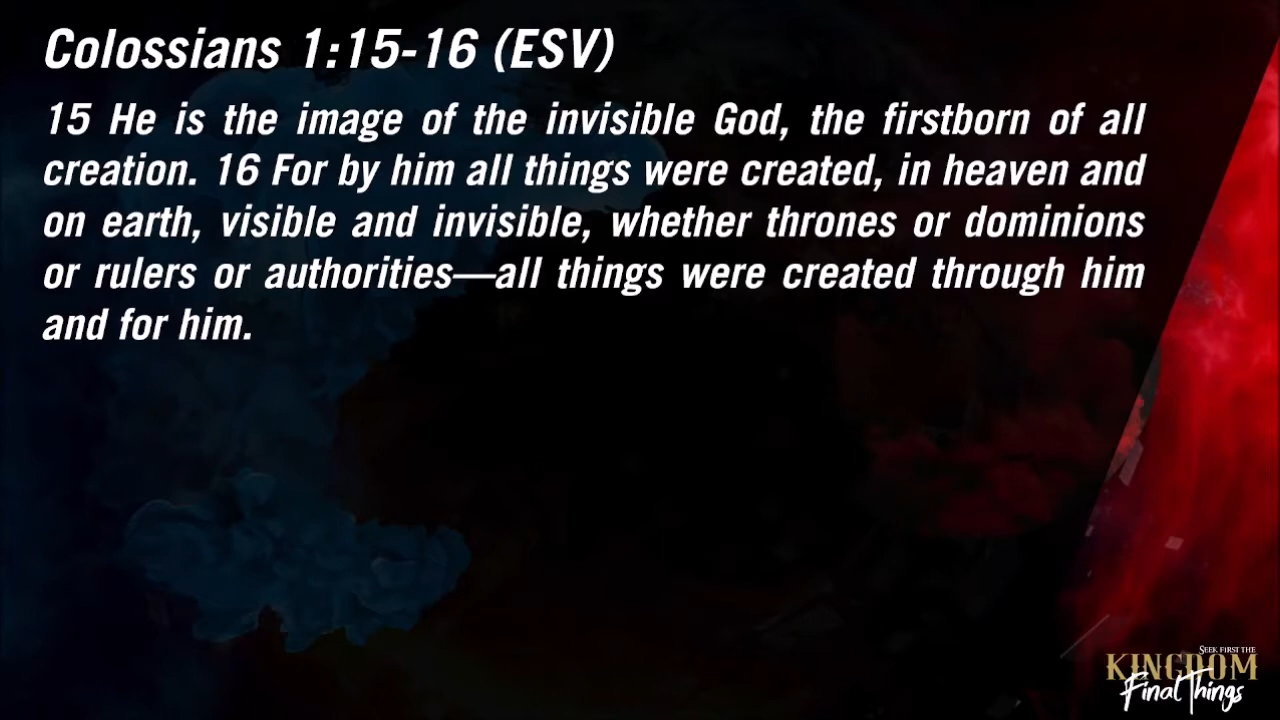 Colossians 1:15-16 (ESV)
15 He is the image of the invisible God, the firstborn of all
creation. 16 For by him all things were created, in heaven and
on earth, visible and invisible, whether thrones or dominions
or rulers or authorities—all things were created through him
and for him.
SEEK FIRST THE
KINGDOM
Final Things